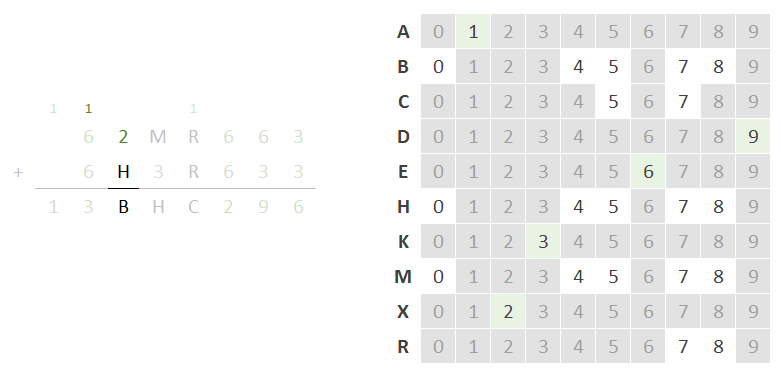 1 1 1
6 2 M R 6 6 3
+ 6 H 3 R 6 3 3
1 3 B H C 2 9 6
A 0 1 2 3 4 5 6 7 8 9
B 0 1 2 3 4 5 6 7 8 9
C 0 1 2 3 4 5 6 7 8 9
D 0 1 2 3 4 5 6 7 8 9
E 0 1 2 3 4 5 6 7 8 9
H 0 1 2 3 4 5 6 7 8 9
K 0 1 2 3 4 5 6 7 8 9
M 0 1 2 3 4 5 6 7 8 9
X 0 1 2 3 4 5 6 7 8 9
R 0 1 2 3 4 5 6 7 8 9